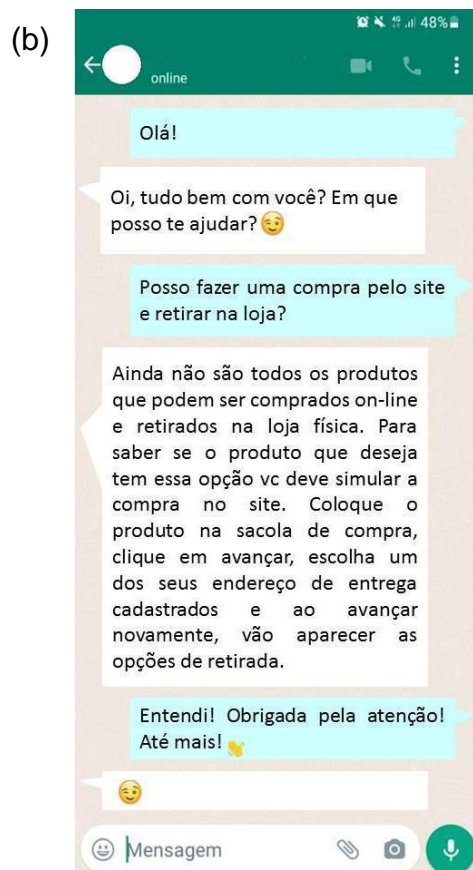 (b)
48%
online
Olá!
Oi, tudo bem com você? Em que
posso te ajudar?😉
Posso fazer uma compra pelo site
e retirar na loja?
Ainda não são todos os produtos
que podem ser comprados on-line
e retirados na loja física. Para
saber se o produto que deseja
tem essa opção vc deve simular a
compra no site. Coloque o
produto na sacola de compra,
clique em avançar, escolha um
dos seus endereço de entrega
cadastrados e ao avançar
novamente, vão aparecer as
opções de retirada.
Entendi! Obrigada pela atenção!
Até mais!👋
😉
Mensagem